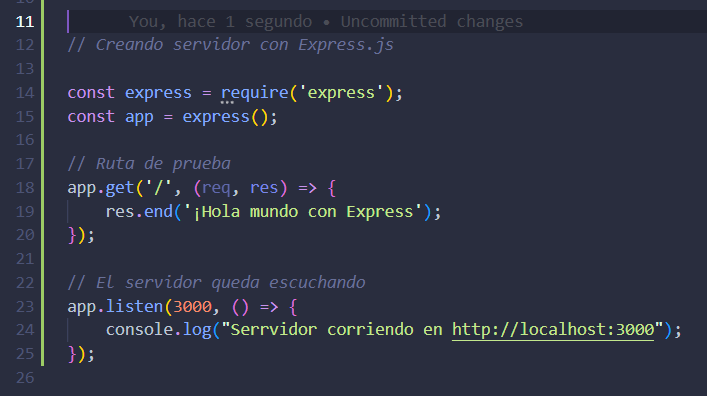 11 You, hace 1 segundo • Uncommitted changes
12 // Creando servidor con Express.js
13
14 const express = require('express');
15 const app = express();
16
17 // Ruta de prueba
18 app.get('/', (req, res) => {
19 res.end('¡Hola mundo con Express');
20 });
21
22 // El servidor queda escuchando
23 app.listen(3000, () => {
24 console.log("Serrvidor corriendo en http://localhost:3000");
25 });
26